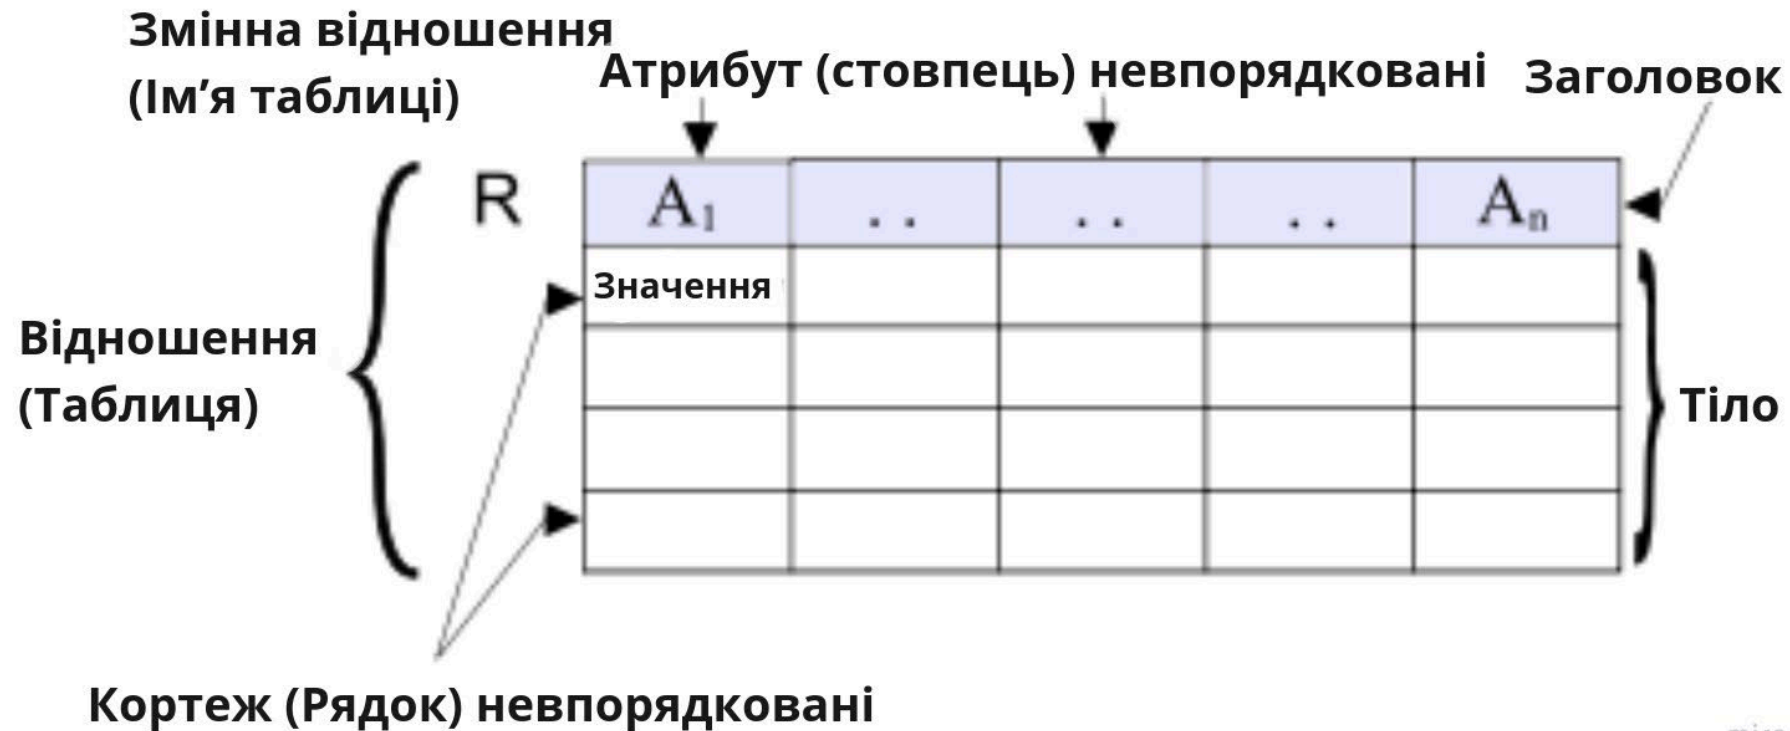 Змінна відношення
(Ім’я таблиці)
Атрибут (стовпець) невпорядковані
Заголовок
R
A1 . . . . . . An
Значення
Відношення
(Таблиця)
Тіло
Кортеж (Рядок) невпорядковані